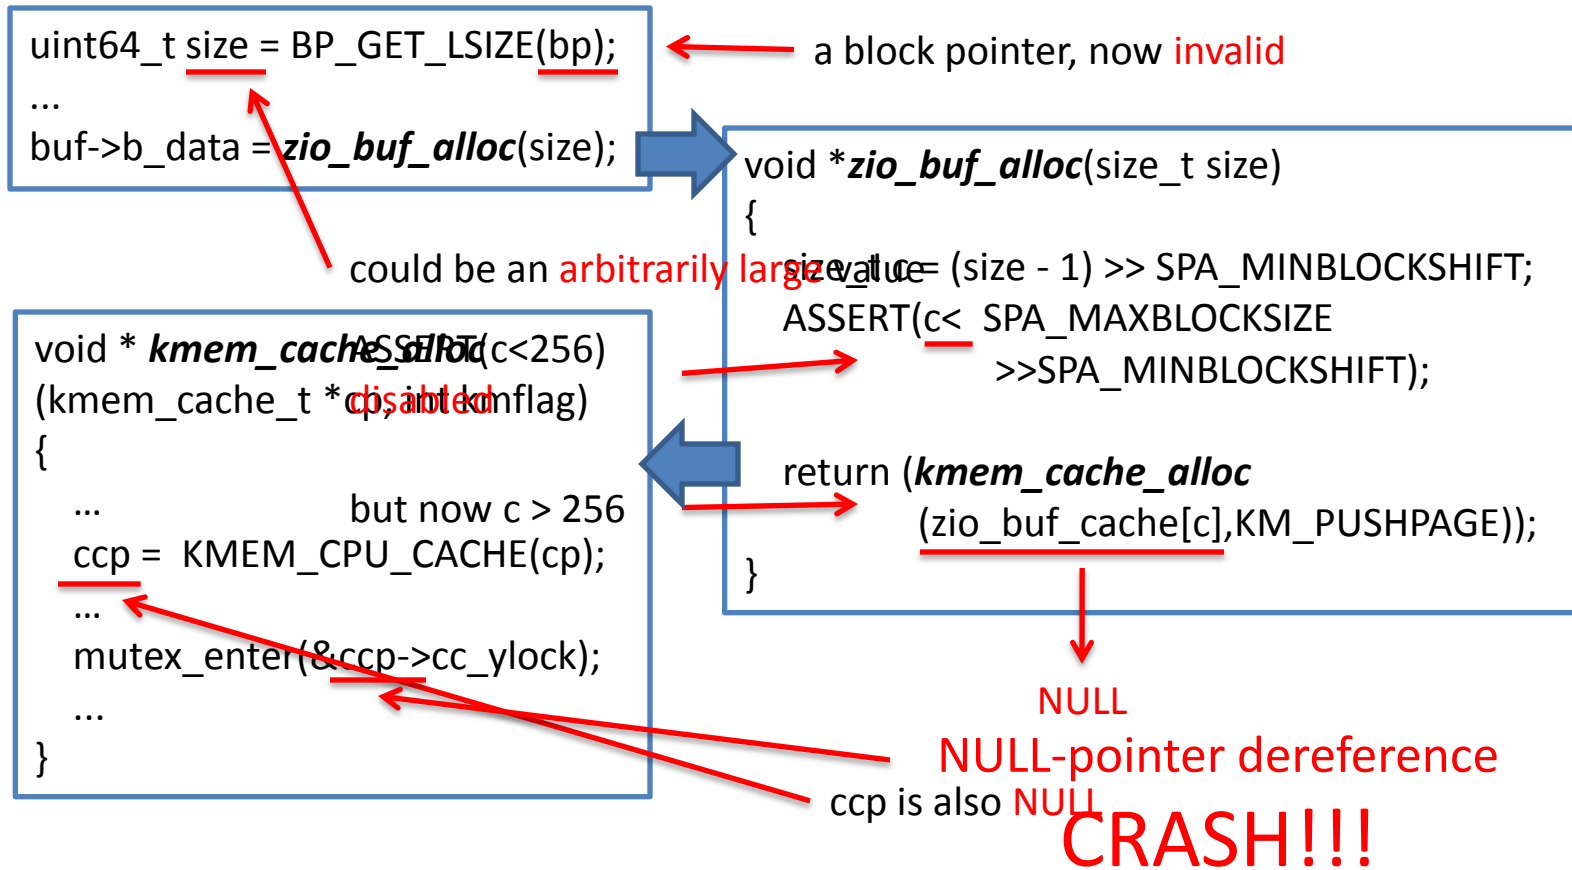 uint64_t size = BP_GET_LSIZE(bp);
...
buf->b_data = zio_buf_alloc(size);
a block pointer, now invalid
could be an arbitrarily large value
void *zio_buf_alloc(size_t size)
{
size_t c = (size - 1) >> SPA_MINBLOCKSHIFT;
ASSERT(c< SPA_MAXBLOCKSIZE
>>SPA_MINBLOCKSHIFT);
return (kmem_cache_alloc
(zio_buf_cache[c],KM_PUSHPAGE));
}
ASSERT(c<256)
disabled
but now c > 256
void * kmem_cache_alloc
(kmem_cache_t *cp, int kmflag)
{
...
ccp = KMEM_CPU_CACHE(cp);
...
mutex_enter(&ccp->cc_ylock);
...
}
NULL
NULL-pointer dereference
ccp is also NULL
CRASH!!!